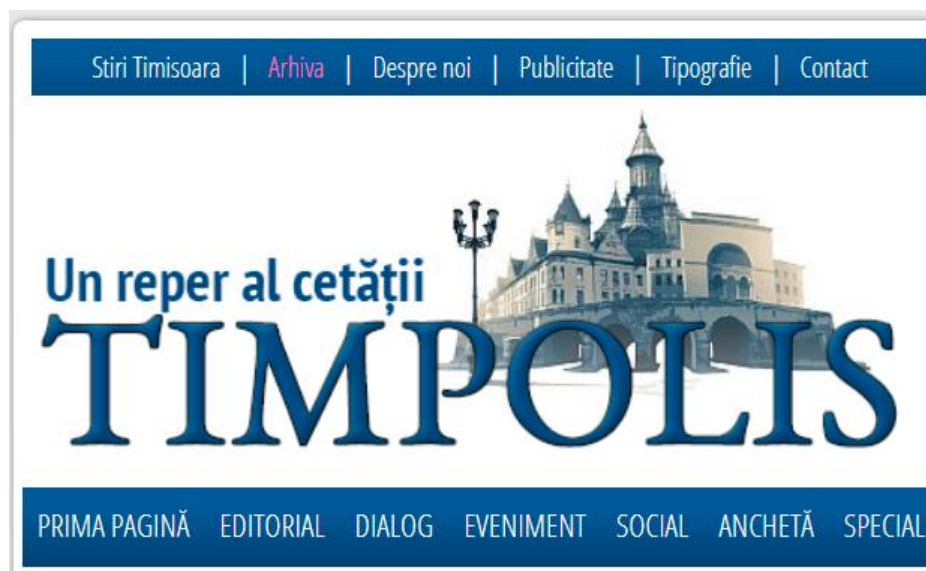 Stiri Timisoara | Arhiva | Despre noi | Publicitate | Tipografie | Contact
Un reper al cetății
TIMPOLIS
PRIMA PAGINĂ EDITORIAL DIALOG EVENIMENT SOCIAL ANCHETĂ SPECIAL